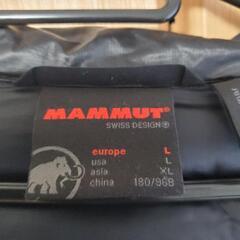 MAMMUT
SWISS DESIGN®
europe L
usa L
asia XL
china 180/96B